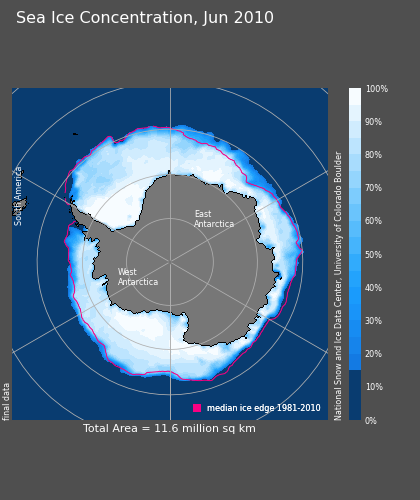 Sea Ice Concentration, Jun 2010
100%
90%
80%
70%
60%
50%
40%
30%
20%
10%
0%
National Snow and Ice Data Center, University of Colorado Boulder
South America
East
Antarctica
West
Antarctica
final data
median ice edge 1981-2010
Total Area = 11.6 million sq km